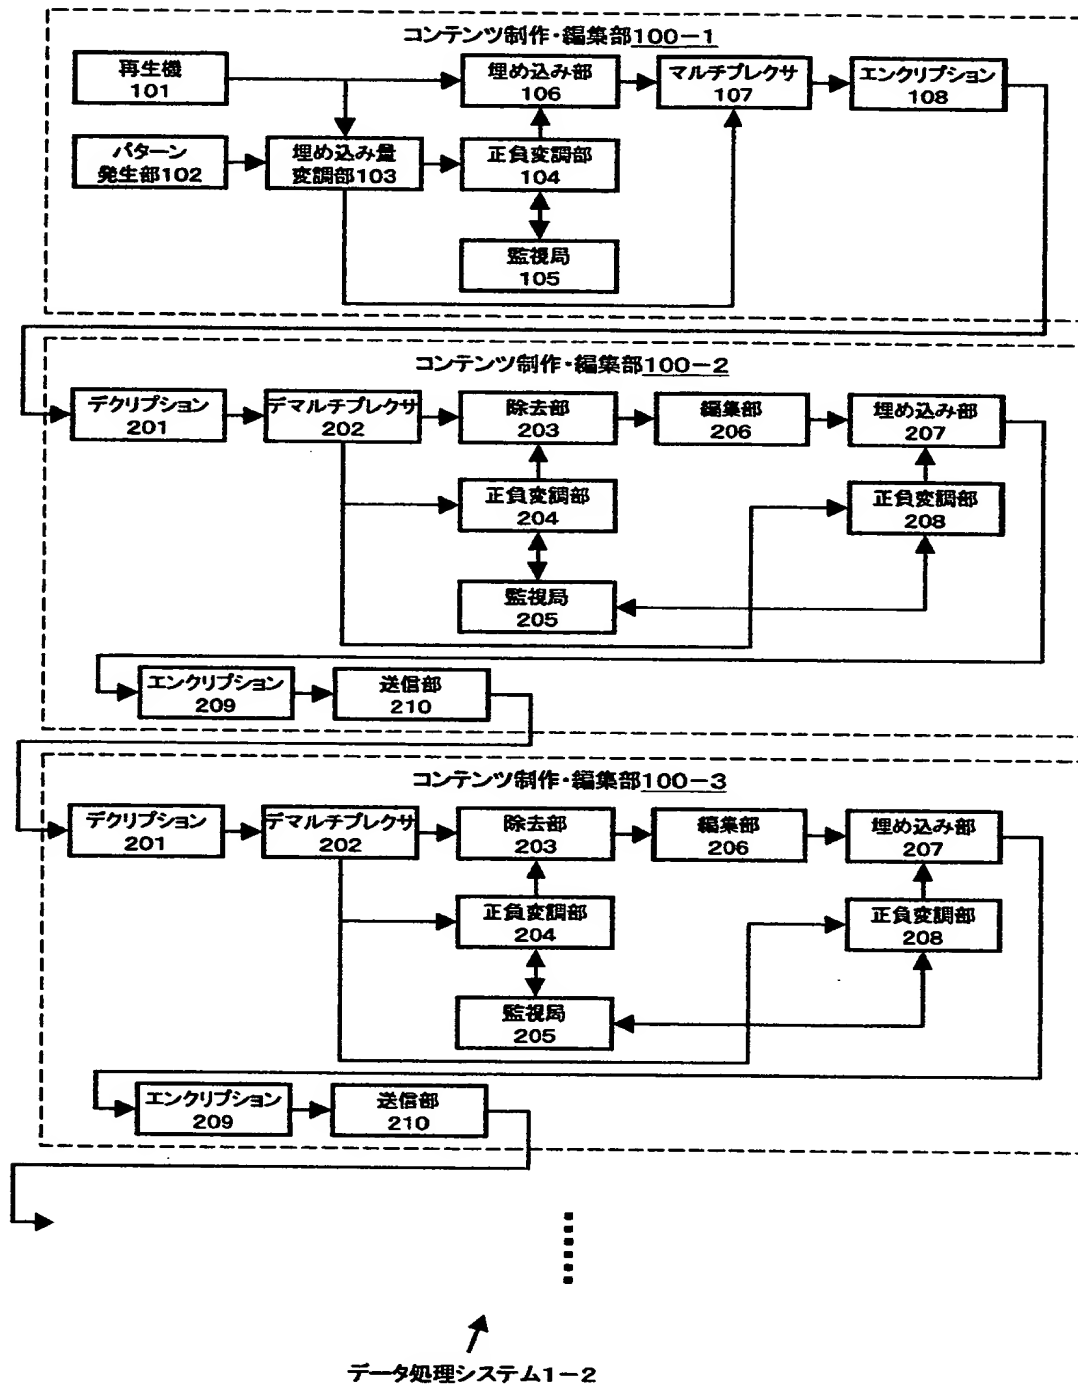 コンテンツ制作・編集部100-1
再生機
101
埋め込み部
106
マルチプレクサ
107
エンクリプション
108
パターン
発生部102
埋め込み量
変調部103
正負変調部
104
監視局
105
コンテンツ制作・編集部100-2
デクリプション
201
デマルチプレクサ
202
除去部
203
編集部
206
埋め込み部
207
正負変調部
204
正負変調部
208
監視局
205
エンクリプション
209
送信部
210
コンテンツ制作・編集部100-3
デクリプション
201
デマルチプレクサ
202
除去部
203
編集部
206
埋め込み部
207
正負変調部
204
正負変調部
208
監視局
205
エンクリプション
209
送信部
210
データ処理システム1-2